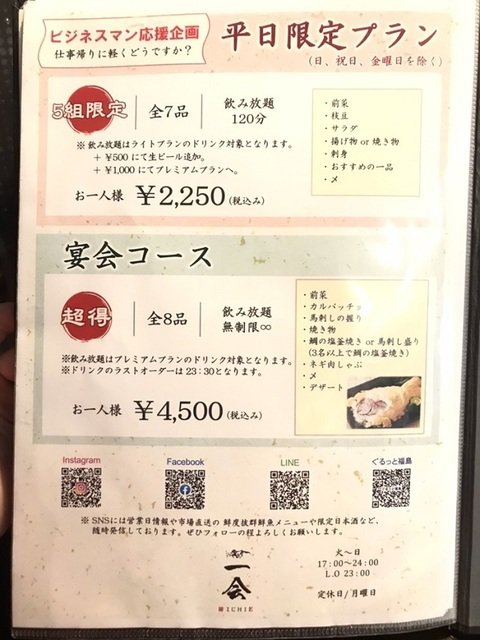 ビジネスマン応援企画
仕事帰りに軽くどうですか?
平日限定プラン
(日、祝日、金曜日を除く)
5組限定
全7品
飲み放題
120分
※飲み放題はライトプランのドリンク対象となります。
+¥500にて生ビール追加。
+¥1,000にてプレミアムプランへ。
お一人様 ¥2,250(税込み)
・前菜
・枝豆
・サラダ
・揚げ物 or 焼き物
・刺身
・おすすめの一品
・〆
宴会コース
超得
全8品
飲み放題
無制限∞
※飲み放題はプレミアムプランのドリンク対象となります。
※ドリンクのラストオーダーは23:30となります。
お一人様 ¥4,500(税込み)
・前菜
・カルパッチョ
・馬刺しの握り
・焼き物
・鯛の塩釜焼き or 馬刺し盛り
(3名以上で鯛の塩釜焼き)
・ネギ肉しゃぶ
・〆
・デザート
Instagram
Facebook
LINE
ぐるっと福島
※SNSには営業日情報や市場直送の鮮度抜群鮮魚メニューや限定日本酒など、
随時発信しております。ぜひフォローの程よろしくお願いします。
一会
ICHIE
火〜日
17:00〜24:00
L.O 23:00
定休日/月曜日